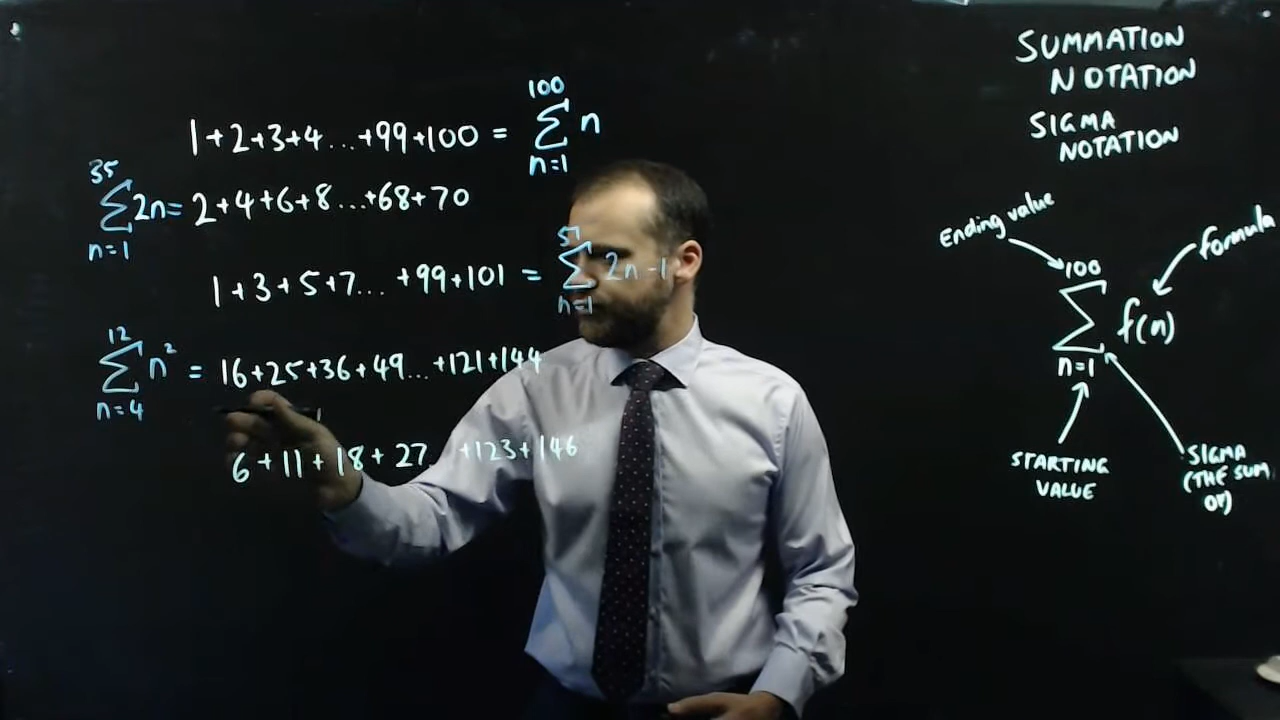 1+2+3+4...+99+100 = 100 Σ n=1 n
35 Σ n=1 2n = 2+4+6+8...+68+70
1+3+5+7... +99+101 = 51 Σ n=1 2n-1
12 Σ n=4 n² = 16+25+36+49...+121+144
6+11+18+27 +123+146
SUMMATION
NOTATION
SIGMA
NOTATION
Ending value
formula
100
Σ f(n)
n=1
STARTING
VALUE
SIGMA
(THE SUM
OF)